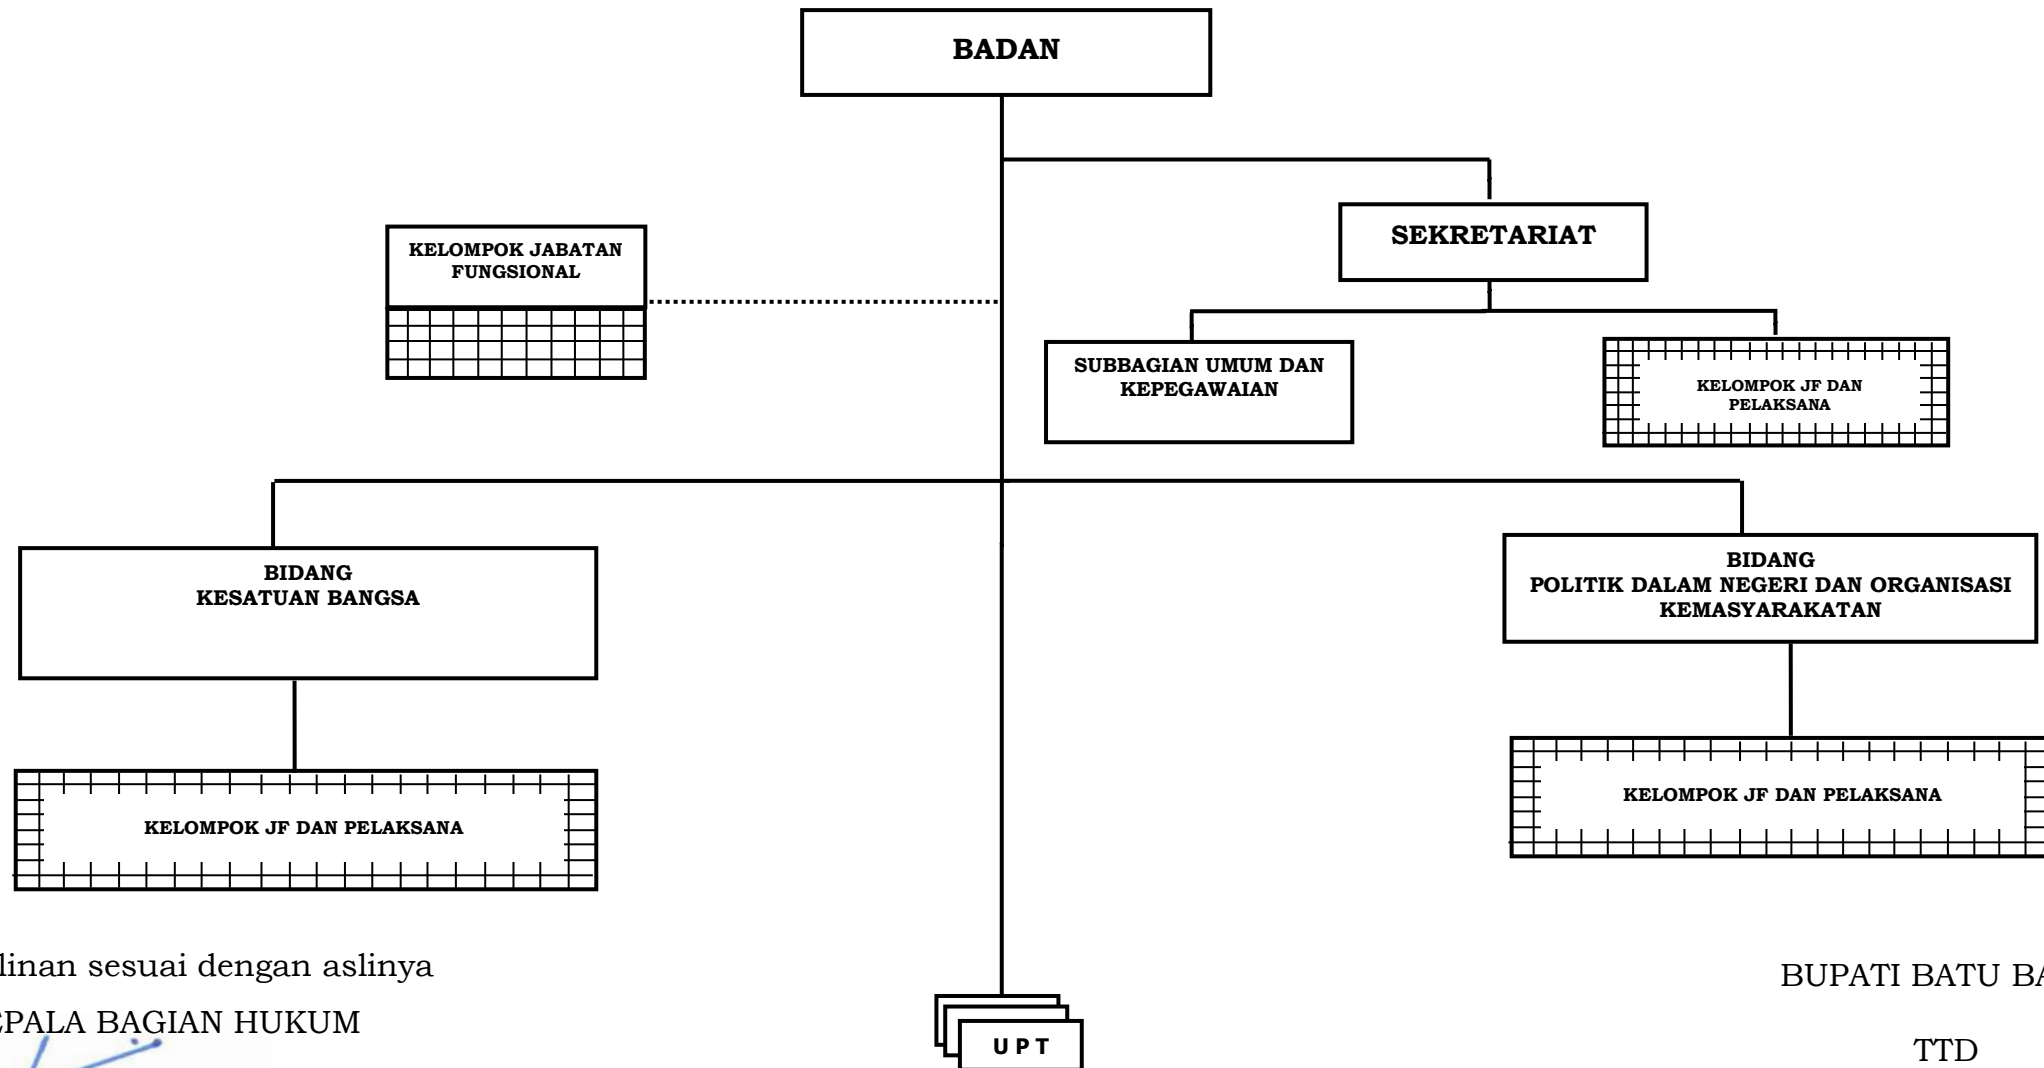 BADAN
SEKRETARIAT
KELOMPOK JABATAN
FUNGSIONAL
SUBBAGIAN UMUM DAN
KEPEGAWAIAN
KELOMPOK JF DAN
PELAKSANA
BIDANG
KESATUAN BANGSA
BIDANG
POLITIK DALAM NEGERI DAN ORGANISASI
KEMASYARAKATAN
KELOMPOK JF DAN PELAKSANA
KELOMPOK JF DAN PELAKSANA
linan sesuai dengan aslinya
EPALA BAGIAN HUKUM
BUPATI BATU BA
UPT
TTD